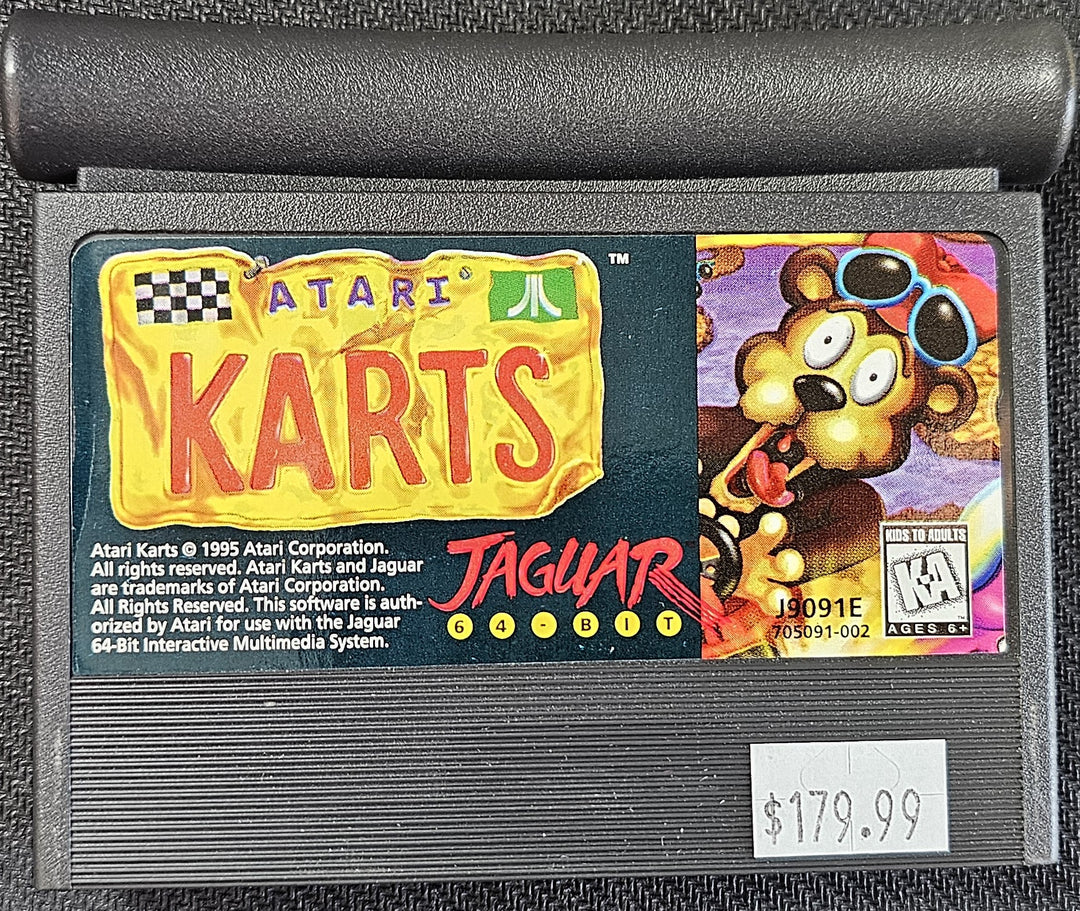 ATARI
™
KARTS
Atari Karts © 1995 Atari Corporation.
All rights reserved. Atari Karts and Jaguar
are trademarks of Atari Corporation.
All Rights Reserved. This software is auth-
orized by Atari for use with the Jaguar
64-Bit Interactive Multimedia System.
JAGUAR
64-BIT
J9091E
705091-002
KIDS TO ADULTS
K-A
AGES 6+
$179.99